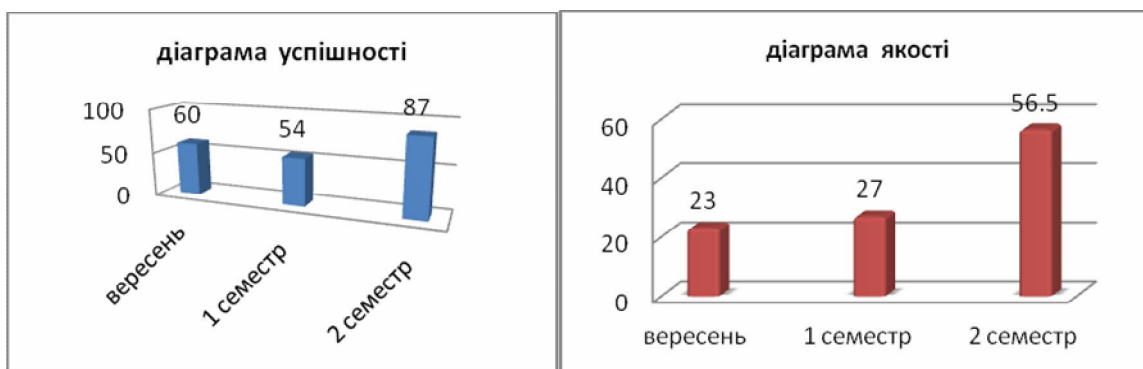 діаграма успішності
100
50
0
60
54
87
вересень
1 семестр
2 семестр
діаграма якості
60
40
20
0
23
27
56.5
вересень
1 семестр
2 семестр